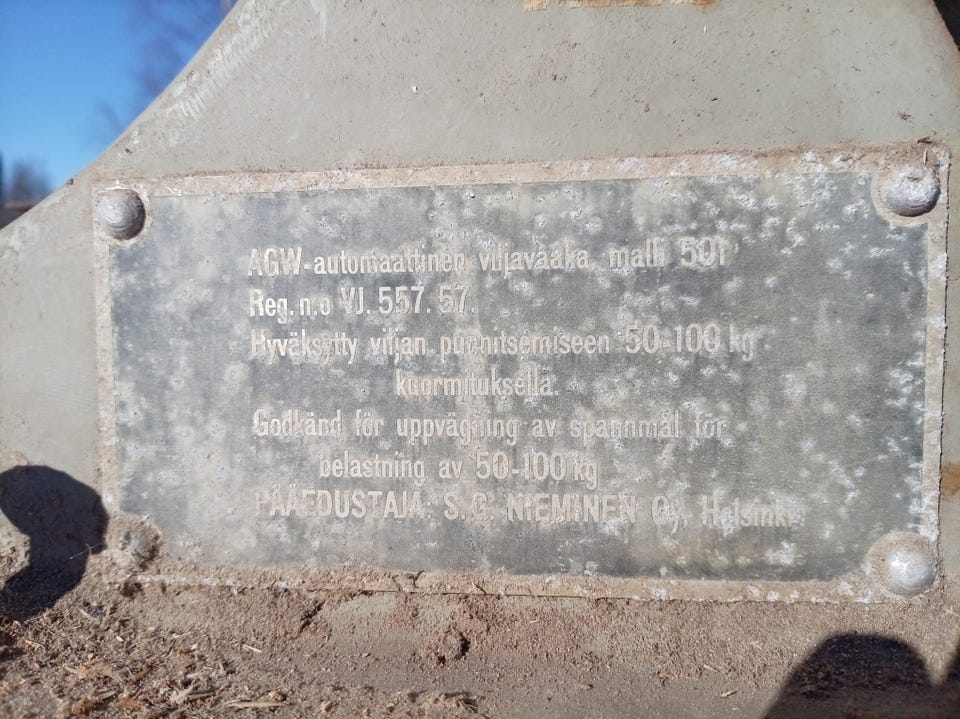 AGW-automaattinen viljavaaka, malli 501
Reg. n:o VJ. 557. 57.
Hyväksytty viljan punnitsemiseen 50-100 kg
kuormituksella.
Godkänd för uppvägning av spannmål för
belastning av 50-100 kg
PÄÄEDUSTAJA: S.G. NIEMINEN Oy, Helsinki